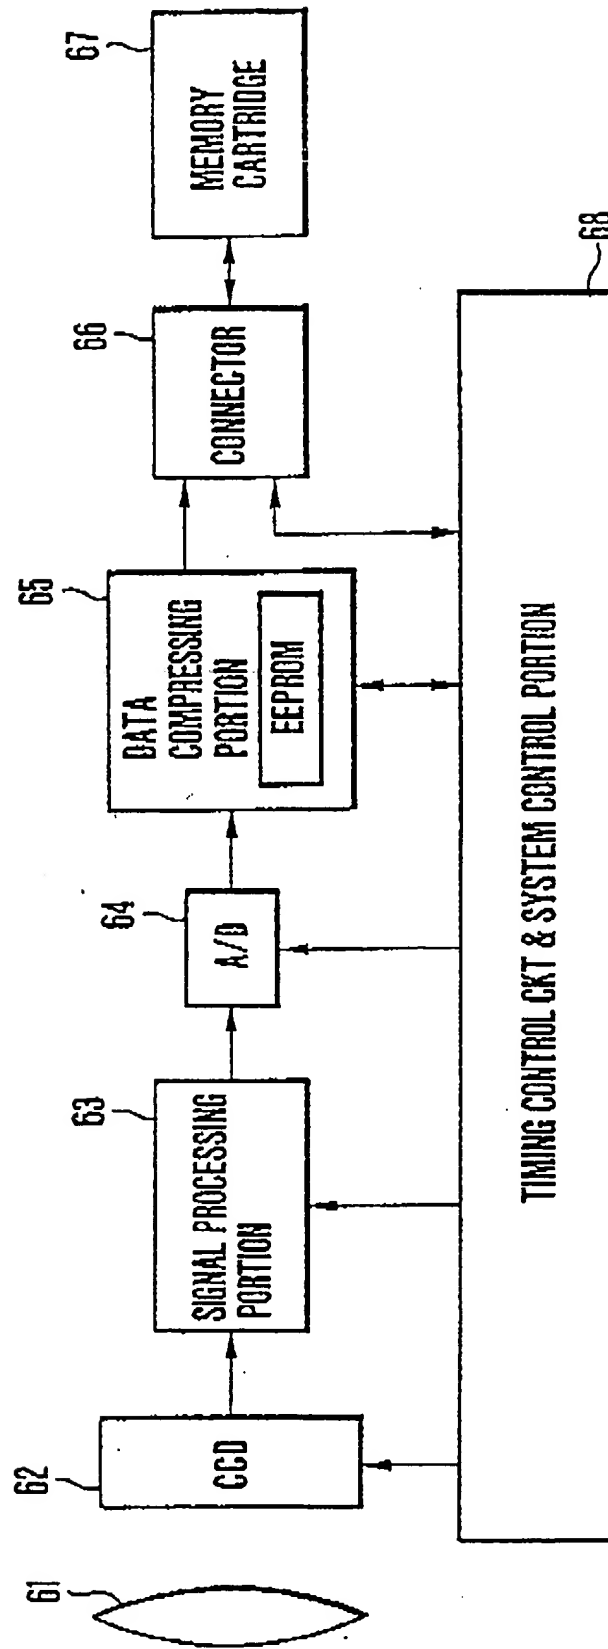 61
62
CCD
63
SIGNAL PROCESSING
PORTION
64
A/D
65
DATA
COMPRESSING
PORTION
EEPROM
66
CONNECTOR
67
MEMORY
CARTRIDGE
TIMING CONTROL CKT & SYSTEM CONTROL PORTION
68